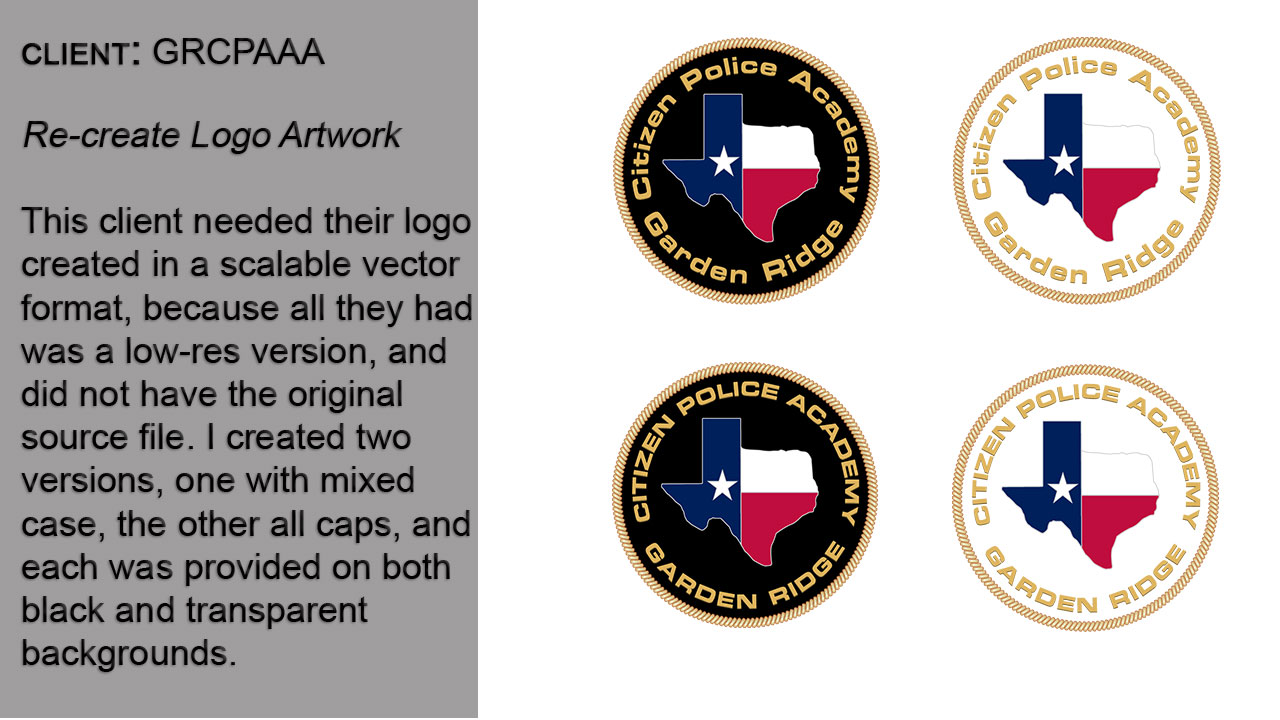 CLIENT: GRCPAAA
Re-create Logo Artwork
This client needed their logo
created in a scalable vector
format, because all they had
was a low-res version, and
did not have the original
source file. I created two
versions, one with mixed
case, the other all caps, and
each was provided on both
black and transparent
backgrounds.
Citizen Police Academy
Garden Ridge
Citizen Police Academy
Garden Ridge
CITIZEN POLICE ACADEMY
GARDEN RIDGE
CITIZEN POLICE ACADEMY
GARDEN RIDGE